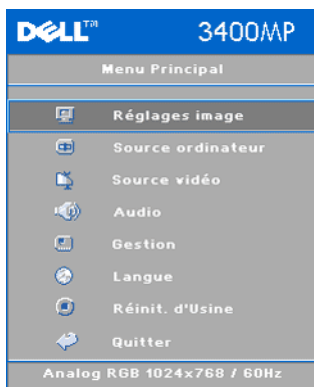 DELL™ 3400MP
Menu Principal
Réglages image
Source ordinateur
Source vidéo
Audio
Gestion
Langue
Réinit. d'Usine
Quitter
Analog RGB 1024x768 / 60Hz